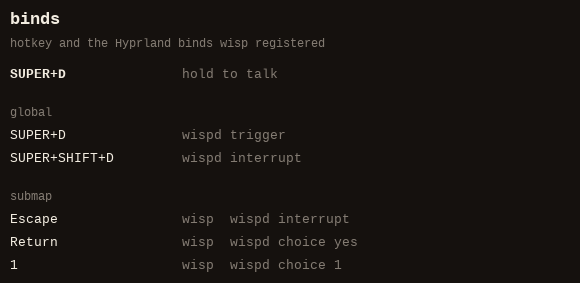 binds
hotkey and the Hyprland binds wisp registered
SUPER+D hold to talk
global
SUPER+D wispd trigger
SUPER+SHIFT+D wispd interrupt
submap
Escape wisp  wispd interrupt
Return wisp  wispd choice yes
1 wisp  wispd choice 1